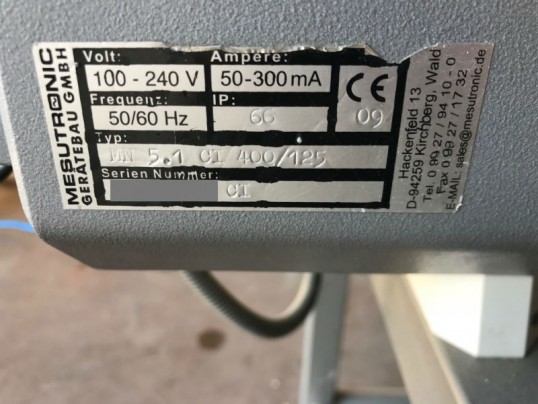 MESUTRONIC
GERÄTEBAU GMBH
Volt: Ampere:
100 - 240 V 50-300 mA
Frequenz: IP:
50/60 Hz 66
CE
09
Typ:
MN 5.1 CI 400/125
Serien Nummer:
CI
Hackenfeld 13
D-94259 Kirchberg, Wald
Tel. 0 99 27 / 94 10 - 0
Fax 0 99 27 / 17 32
E-MAIL: sales@mesutronic.de